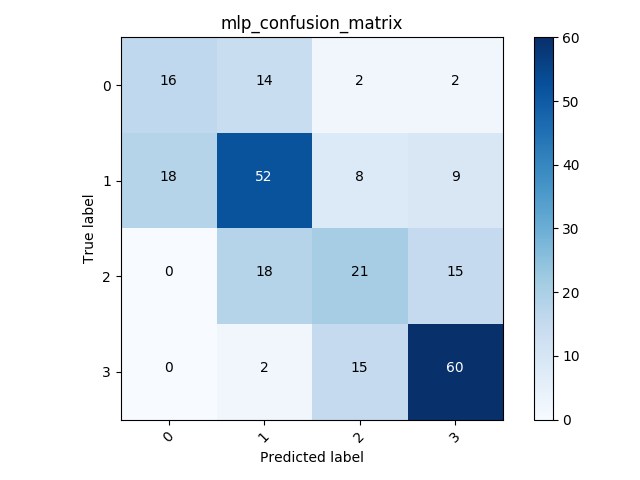 mlp_confusion_matrix
True label
0 16 14 2 2
1 18 52 8 9
2 0 18 21 15
3 0 2 15 60
0 1 2 3
Predicted label
60
50
40
30
20
10
0